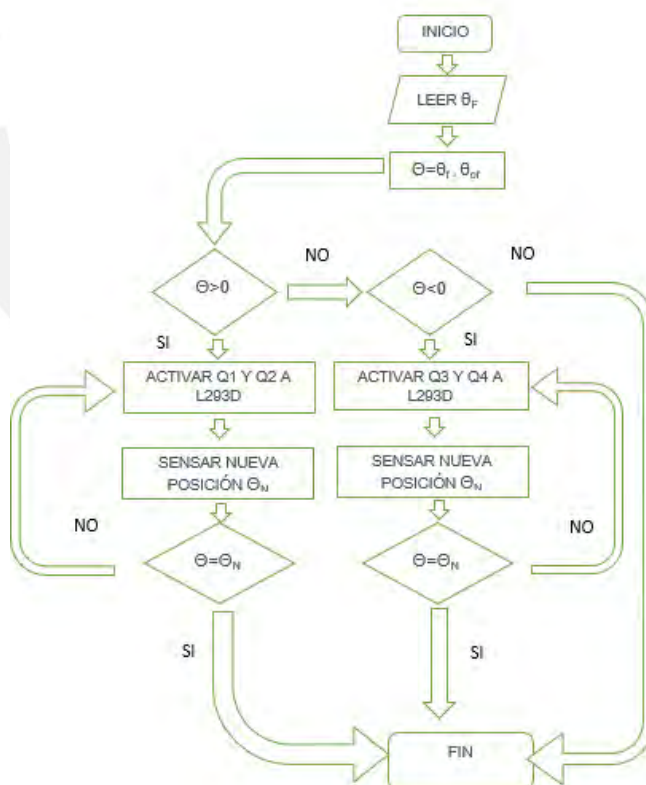 INICIO
LEER θF
Θ=θf - θor
NO
NO
Θ>0
Θ<0
SI
SI
ACTIVAR Q1 Y Q2 A
L293D
ACTIVAR Q3 Y Q4 A
L293D
SENSAR NUEVA
POSICIÓN ΘN
SENSAR NUEVA
POSICIÓN ΘN
NO
NO
Θ=ΘN
Θ=ΘN
SI
SI
FIN